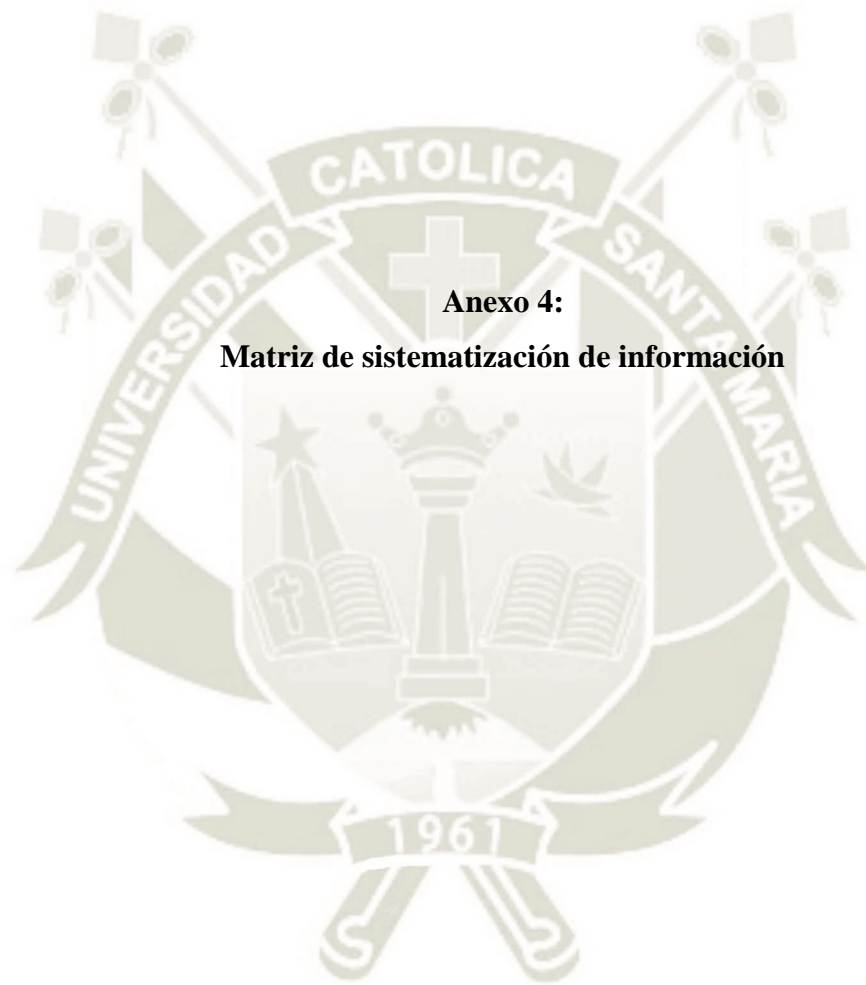 CATOLICA
UNIVERSIDAD
SANTA MARIA
Anexo 4:
Matriz de sistematización de información
1961